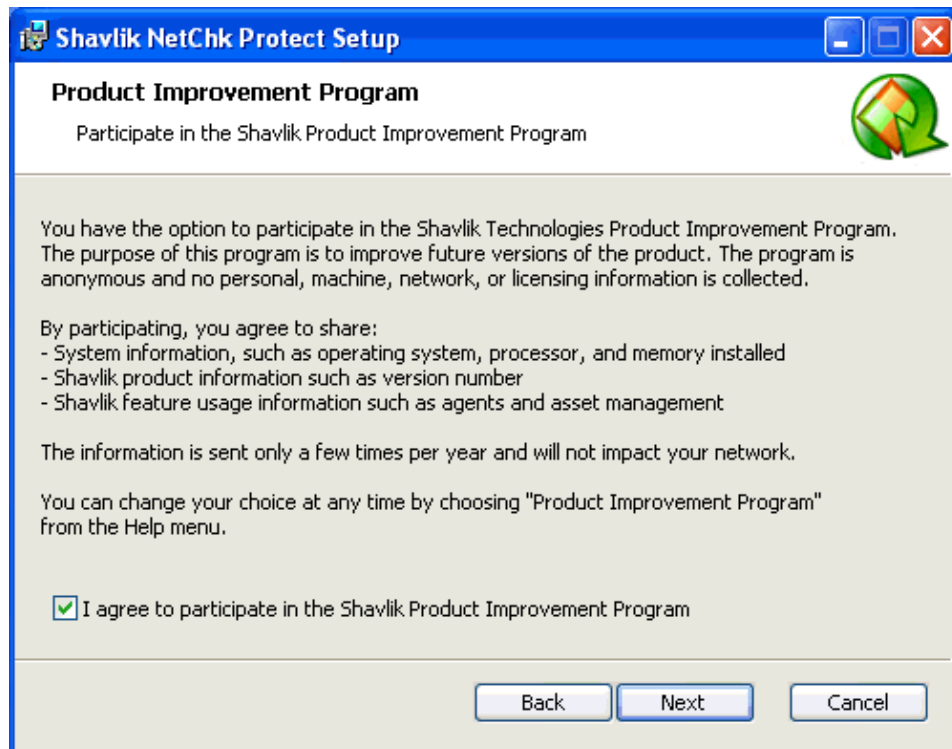 Shavlik NetChk Protect Setup
Product Improvement Program
Participate in the Shavlik Product Improvement Program
You have the option to participate in the Shavlik Technologies Product Improvement Program.
The purpose of this program is to improve future versions of the product. The program is
anonymous and no personal, machine, network, or licensing information is collected.
By participating, you agree to share:
- System information, such as operating system, processor, and memory installed
- Shavlik product information such as version number
- Shavlik feature usage information such as agents and asset management
The information is sent only a few times per year and will not impact your network.
You can change your choice at any time by choosing "Product Improvement Program"
from the Help menu.
I agree to participate in the Shavlik Product Improvement Program
Back Next Cancel